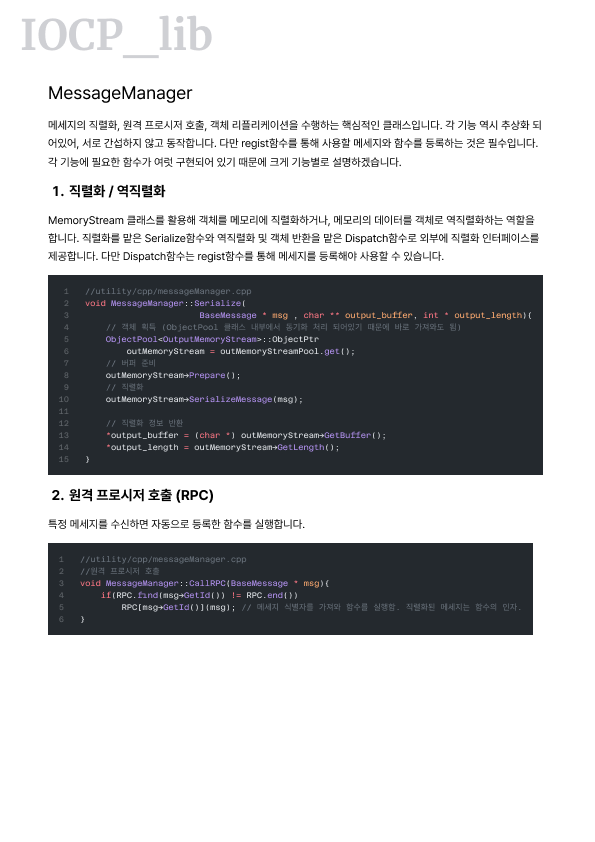 IOCP_lib
MessageManager
메세지의 직렬화, 원격 프로시저 호출, 객체 리플리케이션을 수행하는 핵심적인 클래스입니다. 각 기능 역시 추상화 되
어있어, 서로 간섭하지 않고 동작합니다. 다만 regist함수를 통해 사용할 메세지와 함수를 등록하는 것은 필수입니다.
각 기능에 필요한 함수가 여럿 구현되어 있기 때문에 크게 기능별로 설명하겠습니다.
1. 직렬화 / 역직렬화
MemoryStream 클래스를 활용해 객체를 메모리에 직렬화하거나, 메모리의 데이터를 객체로 역직렬화하는 역할을
합니다. 직렬화를 맡은 Serialize함수와 역직렬화 및 객체 반환을 맡은 Dispatch함수로 외부에 직렬화 인터페이스를
제공합니다. 다만 Dispatch함수는 regist함수를 통해 메세지를 등록해야 사용할 수 있습니다.
1 //utility/cpp/messageManager.cpp
2 void MessageManager::Serialize(
3 BaseMessage * msg , char ** output_buffer, int * output_length){
4 // 객체 획득 (ObjectPool 클래스 내부에서 동기화 처리 되어있기 때문에 바로 가져와도 됨)
5 ObjectPool<OutputMemoryStream>::ObjectPtr
6 outMemoryStream = outMemoryStreamPool.get();
7 // 버퍼 준비
8 outMemoryStream→Prepare();
9 // 직렬화
10 outMemoryStream→SerializeMessage(msg);
11
12 // 직렬화 정보 반환
13 *output_buffer = (char *) outMemoryStream→GetBuffer();
14 *output_length = outMemoryStream→GetLength();
15 }
2. 원격 프로시저 호출 (RPC)
특정 메세지를 수신하면 자동으로 등록한 함수를 실행합니다.
1 //utility/cpp/messageManager.cpp
2 //원격 프로시저 호출
3 void MessageManager::CallRPC(BaseMessage * msg){
4 if(RPC.find(msg→GetId()) != RPC.end())
5 RPC[msg→GetId()](msg); // 메세지 식별자를 가져와 함수를 실행함. 직렬화된 메세지는 함수의 인자.
6 }